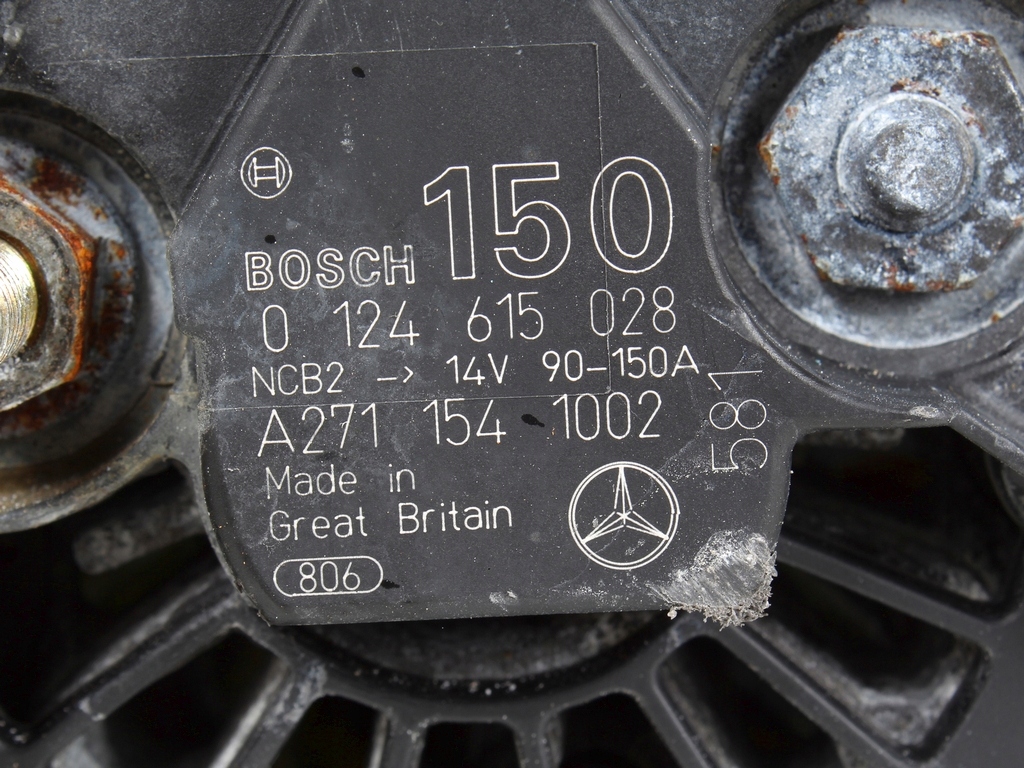 150
BOSCH
0 124 615 028
NCB2 -> 14V 90-150A
A271 154 1002
581
Made in
Great Britain
806